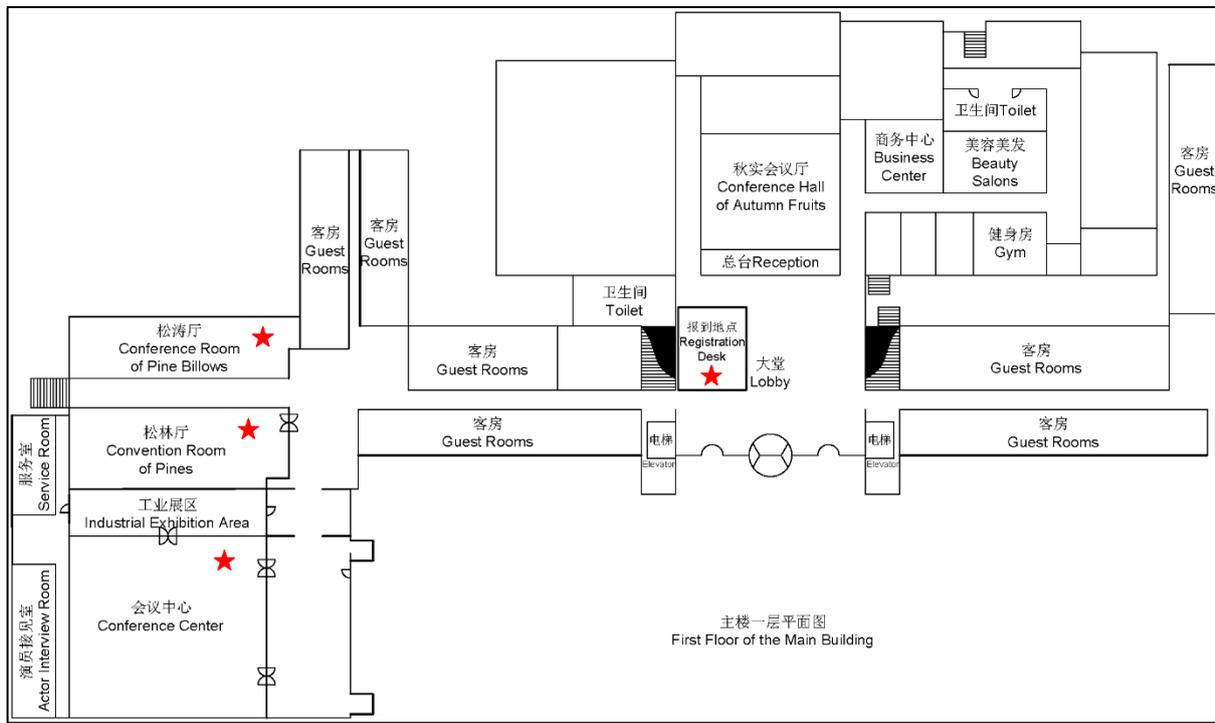 卫生间Toilet
商务中心
Business
Center
美容美发
Beauty
Salons
客房
Guest
Rooms
秋实会议厅
Conference Hall
of Autumn Fruits
客房
Guest
Rooms
客房
Guest
Rooms
健身房
Gym
总台Reception
卫生间
Toilet
松涛厅
Conference Room
of Pine Billows
报到地点
Registration
Desk
客房
Guest Rooms
大堂
Lobby
客房
Guest Rooms
松林厅
Convention Room
of Pines
客房
Guest Rooms
电梯
Elevator
电梯
Elevator
客房
Guest Rooms
服务室
Service Room
工业展区
Industrial Exhibition Area
演员接见室
Actor Interview Room
会议中心
Conference Center
主楼一层平面图
First Floor of the Main Building